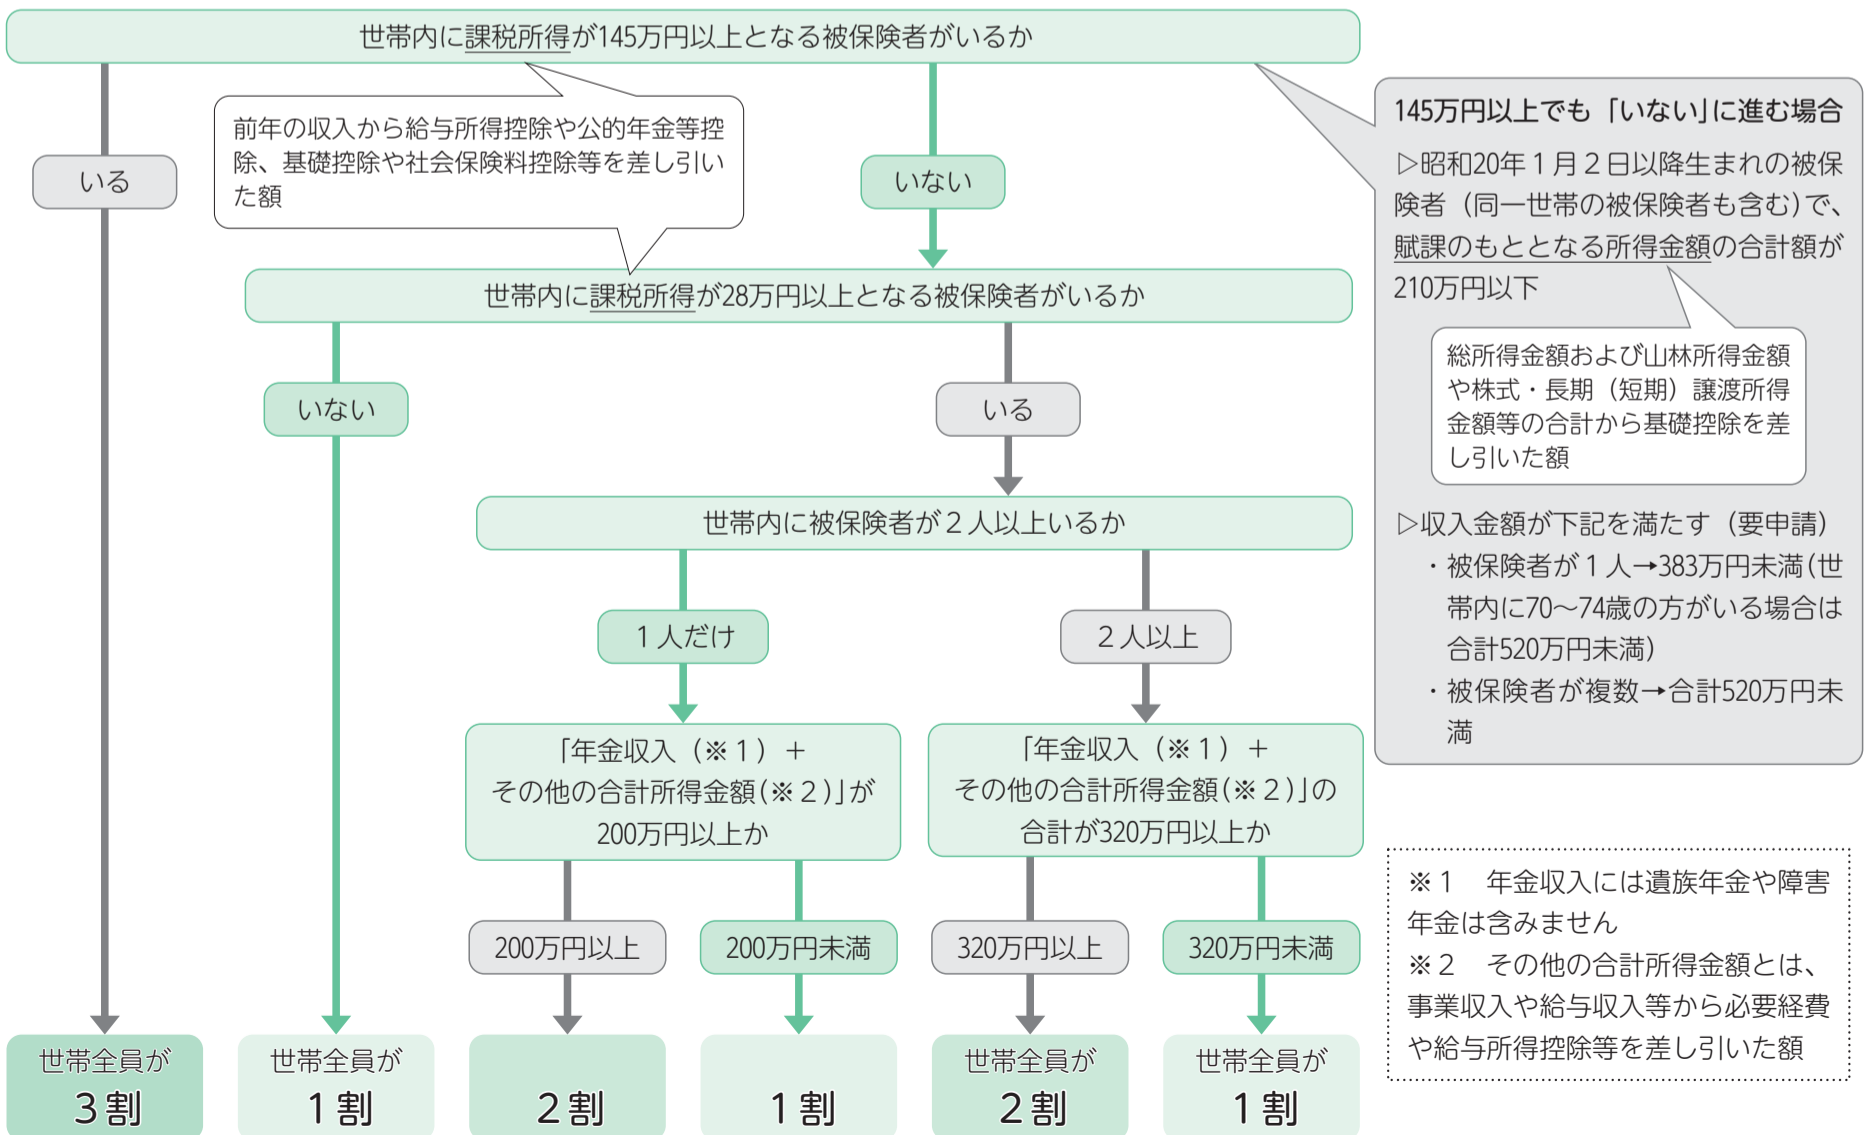 世帯内に課税所得が145万円以上となる被保険者がいるか
前年の収入から給与所得控除や公的年金等控
除、基礎控除や社会保険料控除等を差し引い
た額
いる
いない
世帯内に課税所得が28万円以上となる被保険者がいるか
いない
いる
世帯内に被保険者が２人以上いるか
１人だけ
２人以上
「年金収入（※１）＋
その他の合計所得金額（※２）」が
200万円以上か
「年金収入（※１）＋
その他の合計所得金額（※２）」の
合計が320万円以上か
200万円以上
200万円未満
320万円以上
320万円未満
世帯全員が
３割
世帯全員が
１割
２割
１割
世帯全員が
２割
世帯全員が
１割
145万円以上でも「いない」に進む場合
▷昭和20年１月２日以降生まれの被保
険者（同一世帯の被保険者も含む）で、
賦課のもととなる所得金額の合計額が
210万円以下
総所得金額および山林所得金額
や株式・長期（短期）譲渡所得
金額等の合計から基礎控除を差
し引いた額
▷収入金額が下記を満たす（要申請）
・被保険者が１人→383万円未満（世
帯内に70～74歳の方がいる場合は
合計520万円未満）
・被保険者が複数→合計520万円未
満
※１　年金収入には遺族年金や障害
年金は含みません
※２　その他の合計所得金額とは、
事業収入や給与収入等から必要経費
や給与所得控除等を差し引いた額